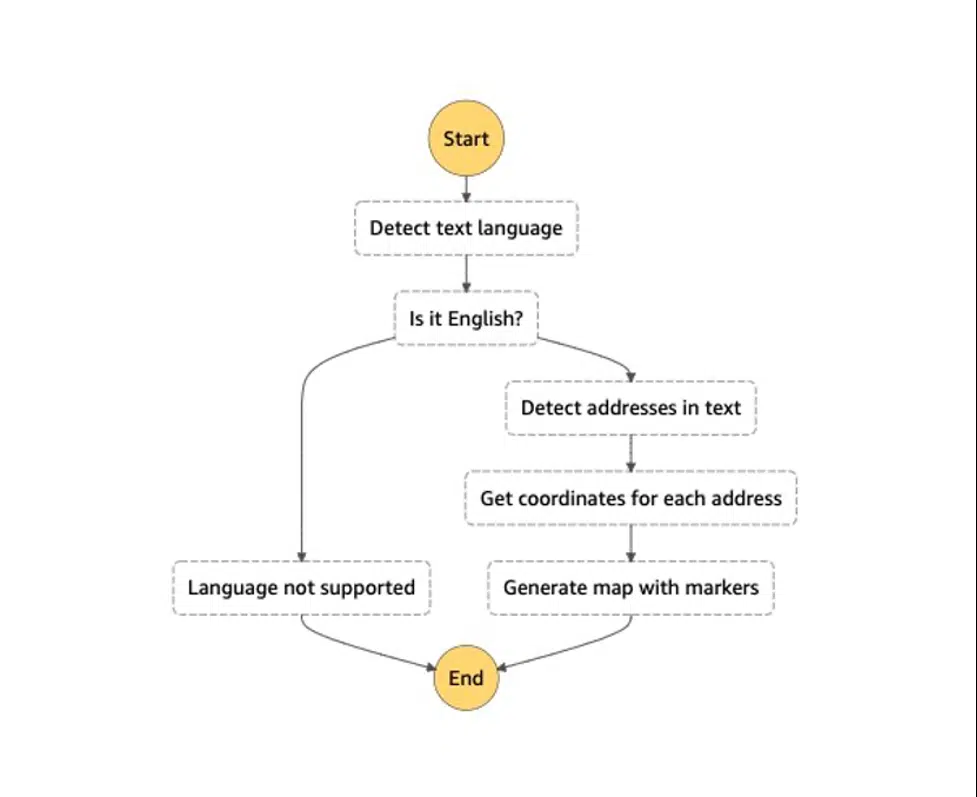 Start
Detect text language
Is it English?
Detect addresses in text
Get coordinates for each address
Language not supported
Generate map with markers
End